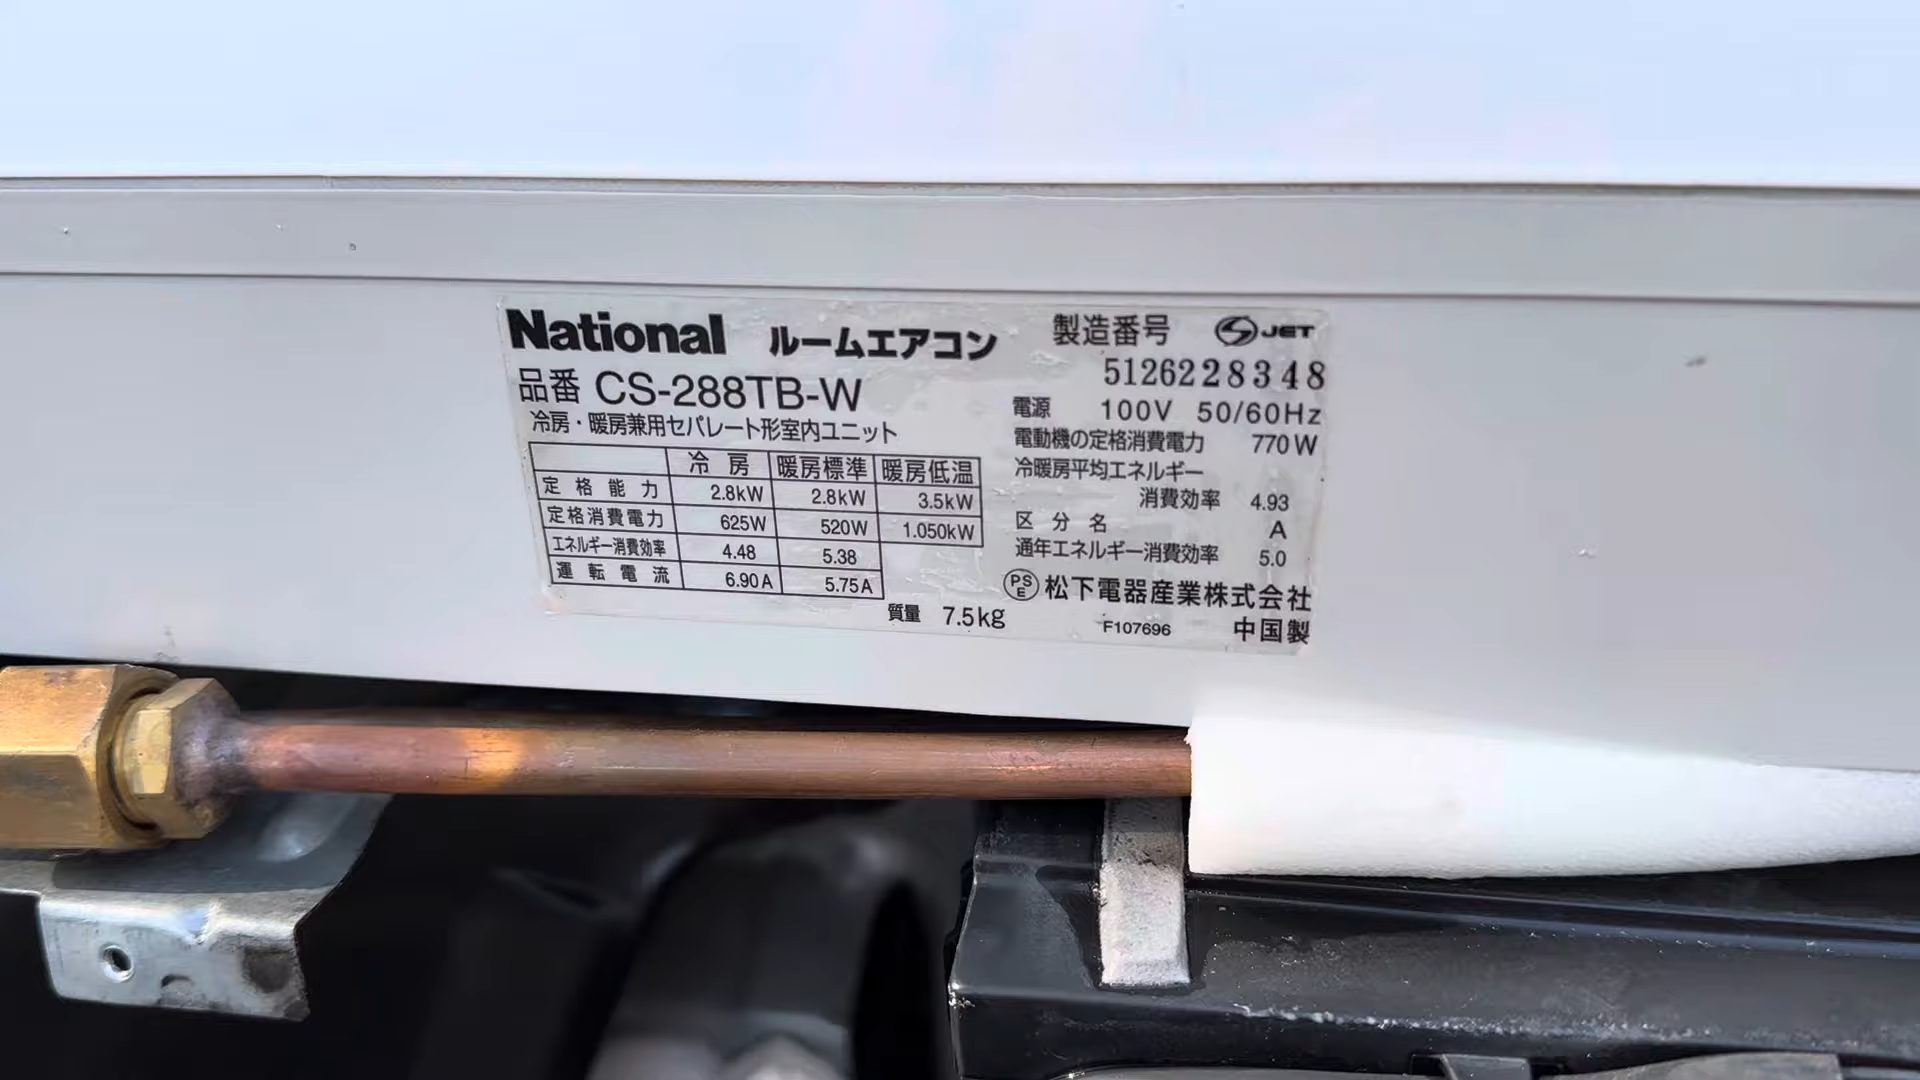 National ルームエアコン
製造番号 JET
5126228348
品番 CS-288TB-W
冷房・暖房兼用セパレート形室内ユニット
冷房 暖房標準 暖房低温
定格能力 2.8kW 2.8kW 3.5kW
定格消費電力 625W 520W 1.050kW
エネルギー消費効率 4.48 5.38
運転電流 6.90A 5.75A
質量 7.5kg
電源 100V 50/60Hz
電動機の定格消費電力 770W
冷暖房平均エネルギー
消費効率 4.93
区分名 A
通年エネルギー消費効率 5.0
PSE 松下電器産業株式会社
F107696 中国製